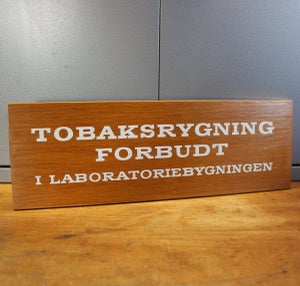 TOBAKSRYGNING
FORBUDT
I LABORATORIEBYGNINGEN